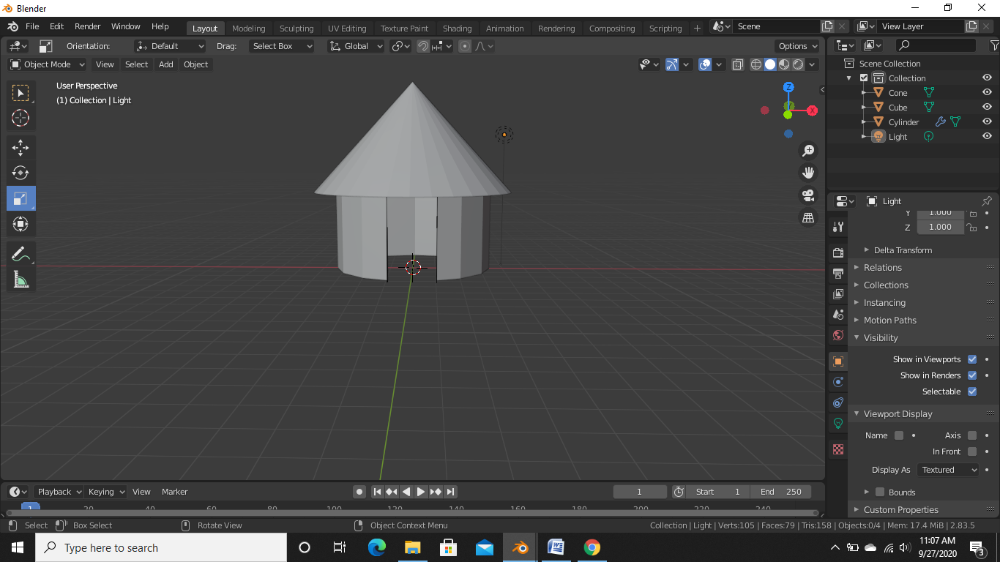 Blender
File Edit Render Window Help Layout Modeling Sculpting UV Editing Texture Paint Shading Animation Rendering Compositing Scripting + Scene View Layer
Orientation: Default Drag: Select Box Global Options
Object Mode View Select Add Object
User Perspective
(1) Collection | Light
Z
Y
X
Scene Collection
Collection
Cone
Cube
Cylinder
Light
Light
Y 1.000
Z 1.000
Delta Transform
Relations
Collections
Instancing
Motion Paths
Visibility
Show in Viewports
Show in Renders
Selectable
Viewport Display
Name Axis
In Front
Display As Textured
Bounds
Custom Properties
Playback Keying View Marker 1 Start 1 End 250
1 20 40 60 80 100 120 140 160 180 200 220 240
Select Box Select Rotate View Object Context Menu Collection | Light | Verts:105 | Faces:79 | Tris:158 | Objects:0/4 | Mem: 17.4 MiB | 2.83.5
Type here to search
11:07 AM
9/27/2020
3